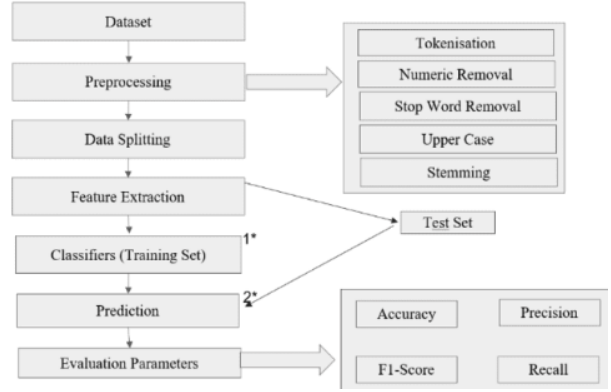 Dataset
Preprocessing
Data Splitting
Feature Extraction
Classifiers (Training Set)
1*
Prediction
2*
Evaluation Parameters
Tokenisation
Numeric Removal
Stop Word Removal
Upper Case
Stemming
Test Set
Accuracy
Precision
F1-Score
Recall